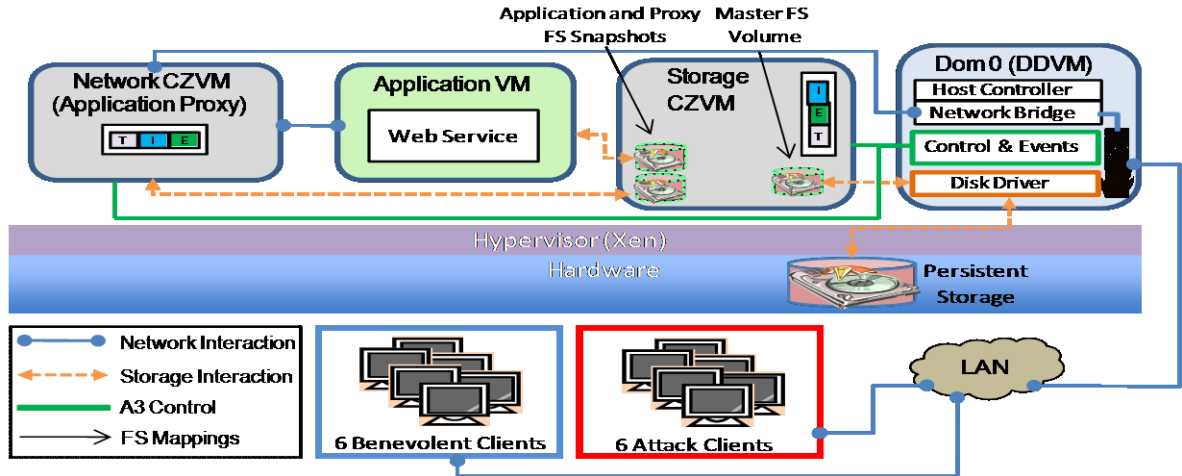 Application and Proxy
FS Snapshots
Master FS
Volume
Network CZVM
(Application Proxy)
T I E
Application VM
Web Service
Storage
CZVM
I
E
T
Dom 0 (DDVM)
Host Controller
Network Bridge
Control & Events
Disk Driver
Hypervisor (Xen)
Hardware
Persistent
Storage
Network Interaction
Storage Interaction
A3 Control
FS Mappings
6 Benevolent Clients
6 Attack Clients
LAN